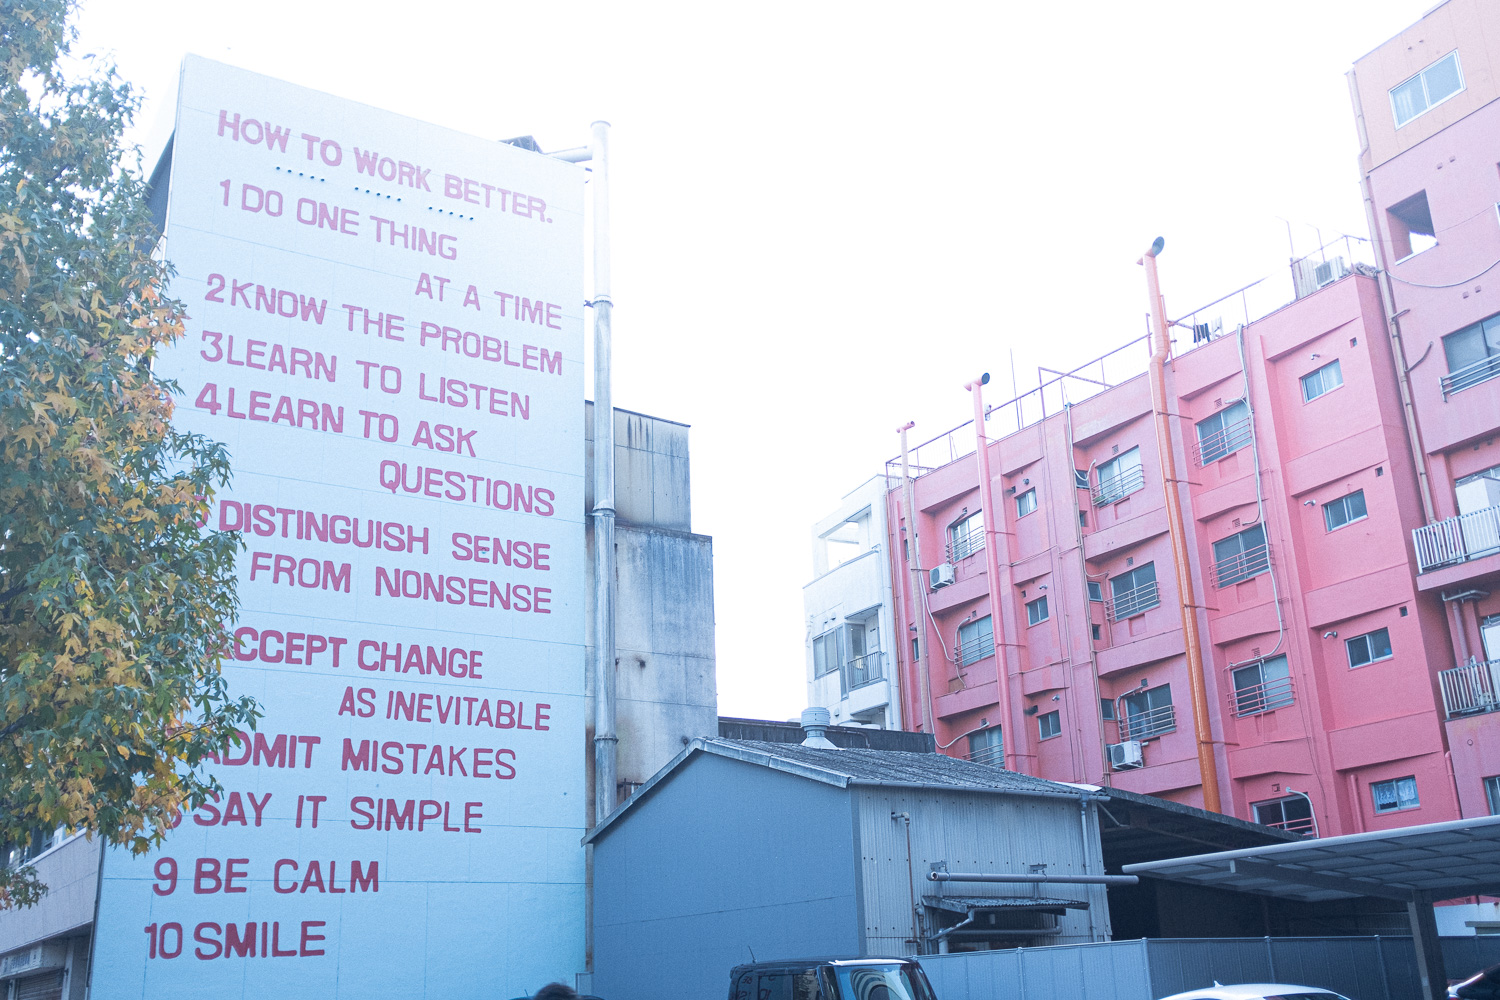 HOW TO WORK BETTER.
1 DO ONE THING
AT A TIME
2 KNOW THE PROBLEM
3 LEARN TO LISTEN
4 LEARN TO ASK
QUESTIONS
DISTINGUISH SENSE
FROM NONSENSE
ACCEPT CHANGE
AS INEVITABLE
ADMIT MISTAKES
8 SAY IT SIMPLE
9 BE CALM
10 SMILE